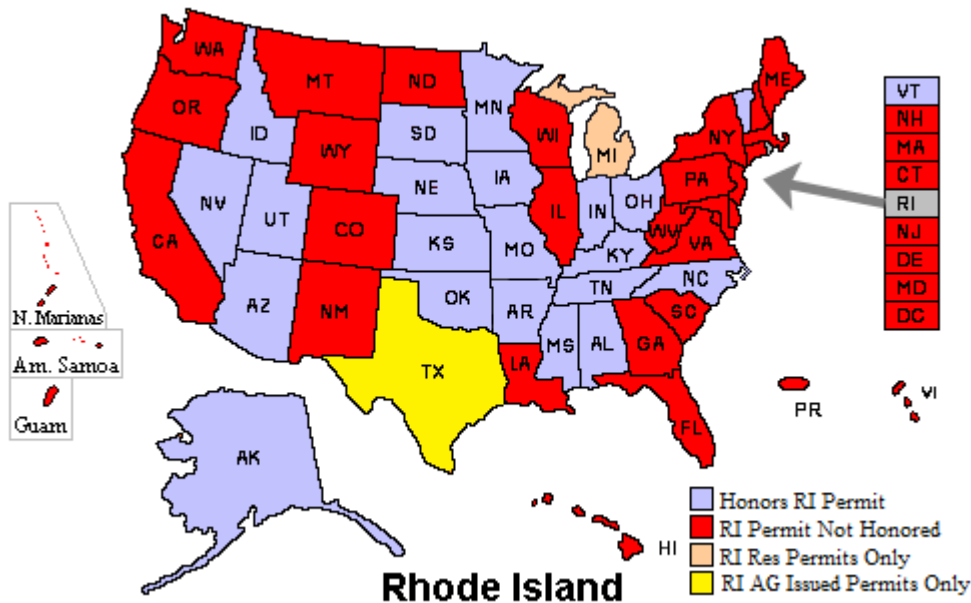 WA
MT
ND
MN
ME
VT
OR
ID
SD
WI
NY
NH
WY
MI
MA
NE
IA
PA
CT
NV
UT
IL
IN
OH
RI
CA
CO
KS
MO
WV
VA
NJ
KY
DE
AZ
NM
OK
AR
TN
NC
MD
SC
DC
N. Marianas
MS
AL
GA
Am. Samoa
TX
LA
Guam
FL
PR
VI
AK
HI
Honors RI Permit
RI Permit Not Honored
RI Res Permits Only
RI AG Issued Permits Only
Rhode Island